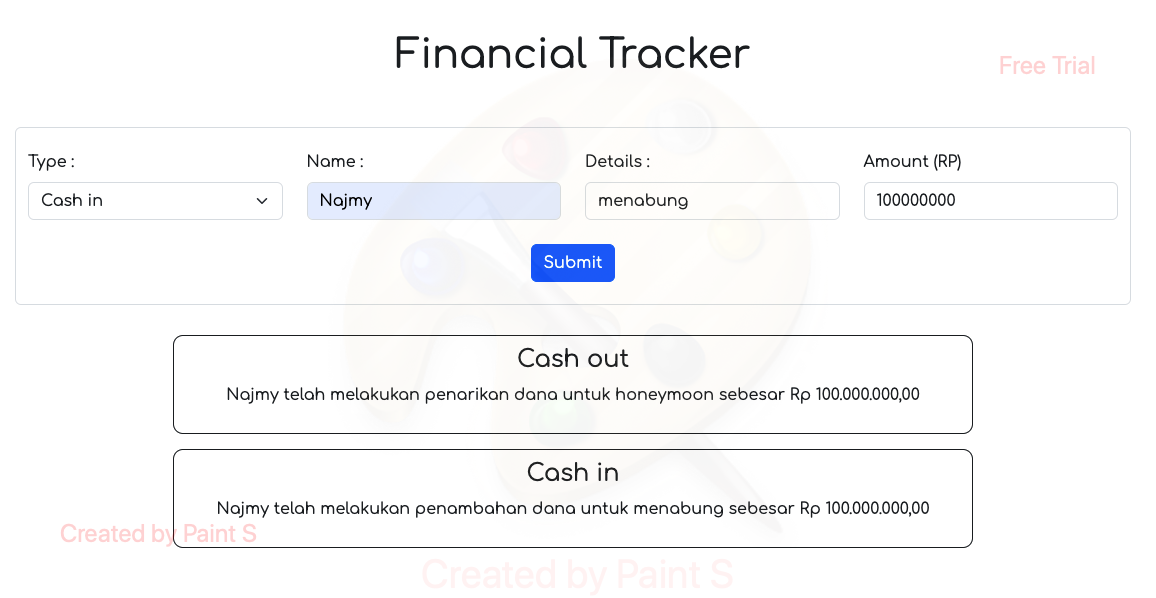 Financial Tracker
Free Trial
Type :
Name :
Details :
Amount (RP)
Cash in
Najmy
menabung
100000000
Submit
Cash out
Najmy telah melakukan penarikan dana untuk honeymoon sebesar Rp 100.000.000,00
Cash in
Najmy telah melakukan penambahan dana untuk menabung sebesar Rp 100.000.000,00
Created by Paint S
Created by Paint S